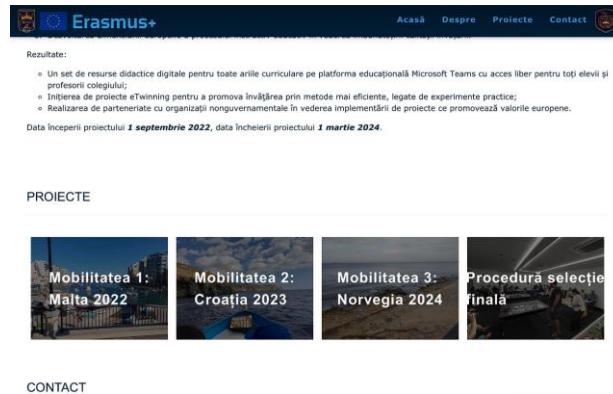 Erasmus+
Acasă Despre Proiecte Contact
Rezultate:
Un set de resurse didactice digitale pentru toate ariile curriculare pe platforma educațională Microsoft Teams cu acces liber pentru toți elevii și
profesorii colegiului;
Inițierea de proiecte eTwinning pentru a promova învățarea prin metode mai eficiente, legate de experimente practice;
Realizarea de parteneriate cu organizații nonguvernamentale în vederea implementării de proiecte ce promovează valorile europene.
Data începerii proiectului 1 septembrie 2022, data încheierii proiectului 1 martie 2024.
PROIECTE
Mobilitatea 1:
Malta 2022
Mobilitatea 2:
Croația 2023
Mobilitatea 3:
Norvegia 2024
Procedură selecție
finală
CONTACT